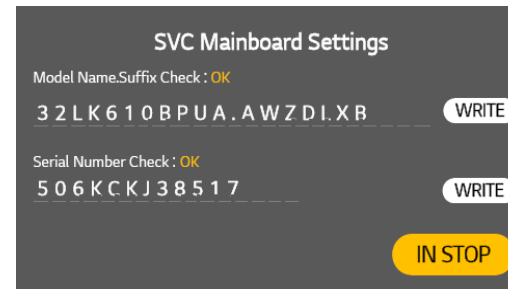 SVC Mainboard Settings
Model Name.Suffix Check : OK
32LK610BPUA.AWZDLXB
WRITE
Serial Number Check : OK
506KCKJ38517
WRITE
IN STOP